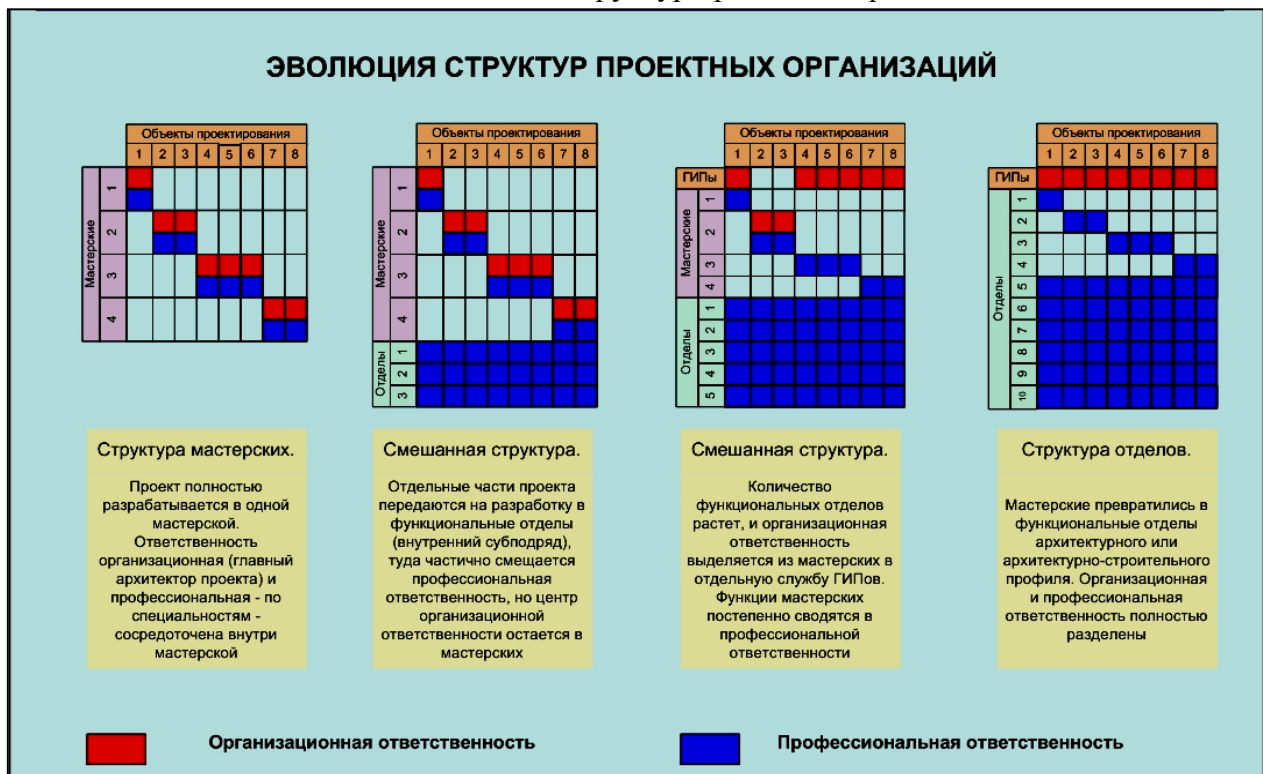 ЭВОЛЮЦИЯ СТРУКТУР ПРОЕКТНЫХ ОРГАНИЗАЦИЙ
Объекты проектирования
1 2 3 4 5 6 7 8
Мастерские
1
2
3
4
Структура мастерских.
Проект полностью
разрабатывается в одной
мастерской.
Ответственность
организационная (главный
архитектор проекта) и
профессиональная - по
специальностям -
сосредоточена внутри
мастерской
Объекты проектирования
1 2 3 4 5 6 7 8
Мастерские
1
2
3
4
Отделы
1
2
3
Смешанная структура.
Отдельные части проекта
передаются на разработку в
функциональные отделы
(внутренний субподряд),
туда частично смещается
профессиональная
ответственность, но центр
организационной
ответственности остается в
мастерских
Объекты проектирования
1 2 3 4 5 6 7 8
ГИПы
Мастерские
1
2
3
4
Отделы
1
2
3
4
5
Смешанная структура.
Количество
функциональных отделов
растет, и организационная
ответственность
выделяется из мастерских в
отдельную службу ГИПов.
Функции мастерских
постепенно сводятся в
профессиональной
ответственности
Объекты проектирования
1 2 3 4 5 6 7 8
ГИПы
Отделы
1
2
3
4
5
6
7
8
9
10
Структура отделов.
Мастерские превратились в
функциональные отделы
архитектурного или
архитектурно-строительного
профиля. Организационная
и профессиональная
ответственность полностью
разделены
Организационная ответственность
Профессиональная ответственность